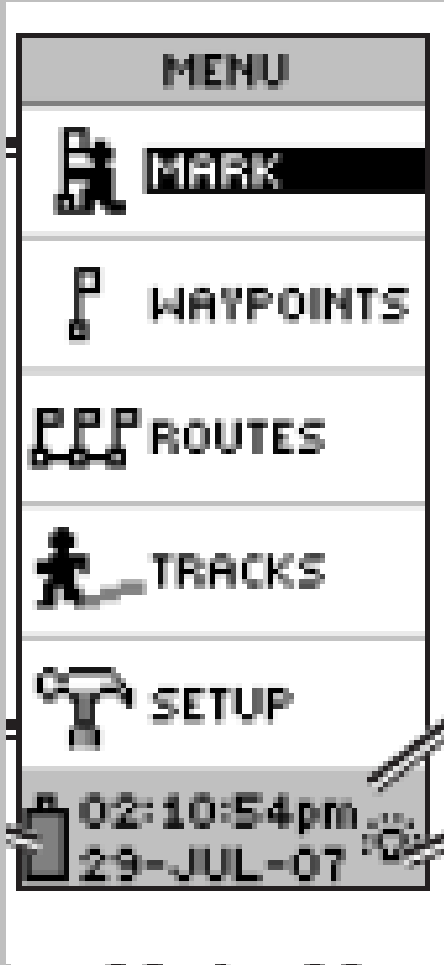 MENU
MARK
WAYPOINTS
ROUTES
TRACKS
SETUP
02:10:54pm
29-JUL-07